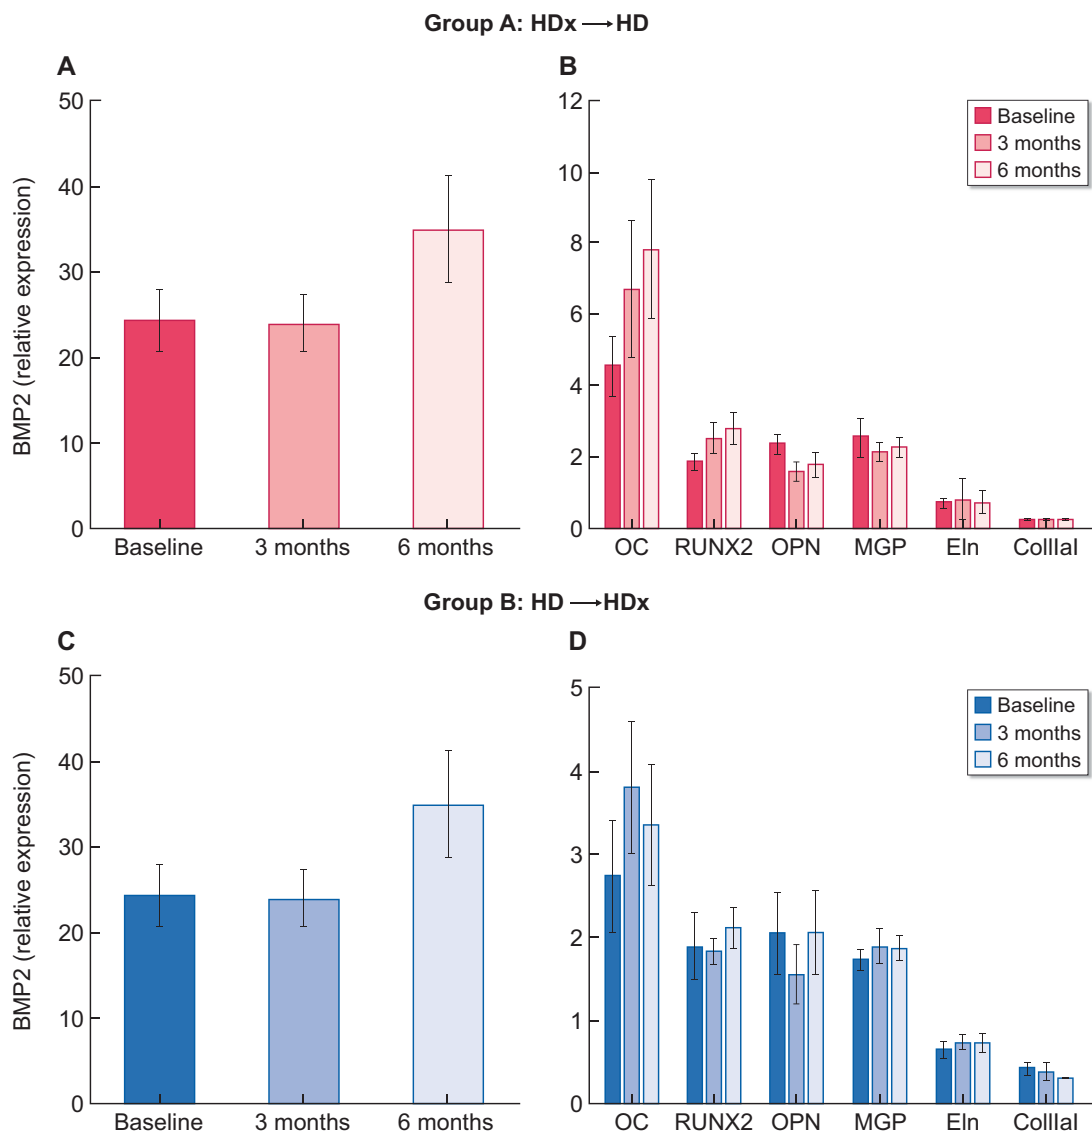 Group A: HDx → HD
A
B
BMP2 (relative expression)
50
40
30
20
10
0
Baseline
3 months
6 months
12
10
8
6
4
2
0
OC
RUNX2
OPN
MGP
Eln
ColIIaI
Baseline
3 months
6 months
Group B: HD → HDx
C
D
BMP2 (relative expression)
50
40
30
20
10
0
Baseline
3 months
6 months
5
4
3
2
1
0
OC
RUNX2
OPN
MGP
Eln
ColIIaI
Baseline
3 months
6 months